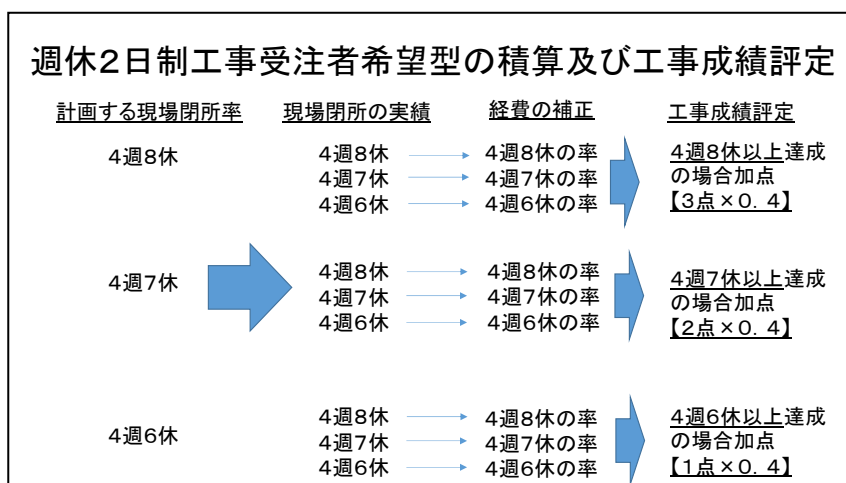 週休２日制工事受注者希望型の積算及び工事成績評定
計画する現場閉所率　現場閉所の実績　経費の補正　工事成績評定
４週８休
４週８休　４週８休の率
４週７休　４週７休の率
４週６休　４週６休の率
４週８休以上達成
の場合加点
【３点×０．４】
４週７休
４週８休　４週８休の率
４週７休　４週７休の率
４週６休　４週６休の率
４週７休以上達成
の場合加点
【２点×０．４】
４週６休
４週８休　４週８休の率
４週７休　４週７休の率
４週６休　４週６休の率
４週６休以上達成
の場合加点
【１点×０．４】